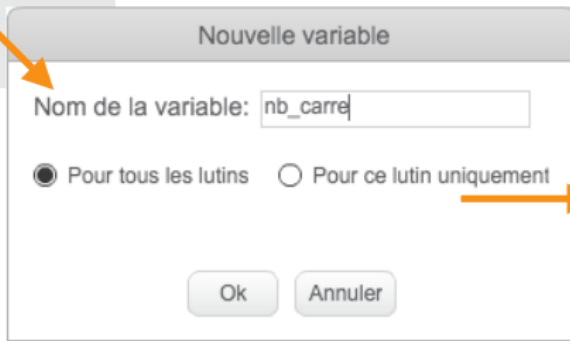 Nouvelle variable
Nom de la variable: nb_carre
Pour tous les lutins Pour ce lutin uniquement
Ok Annuler